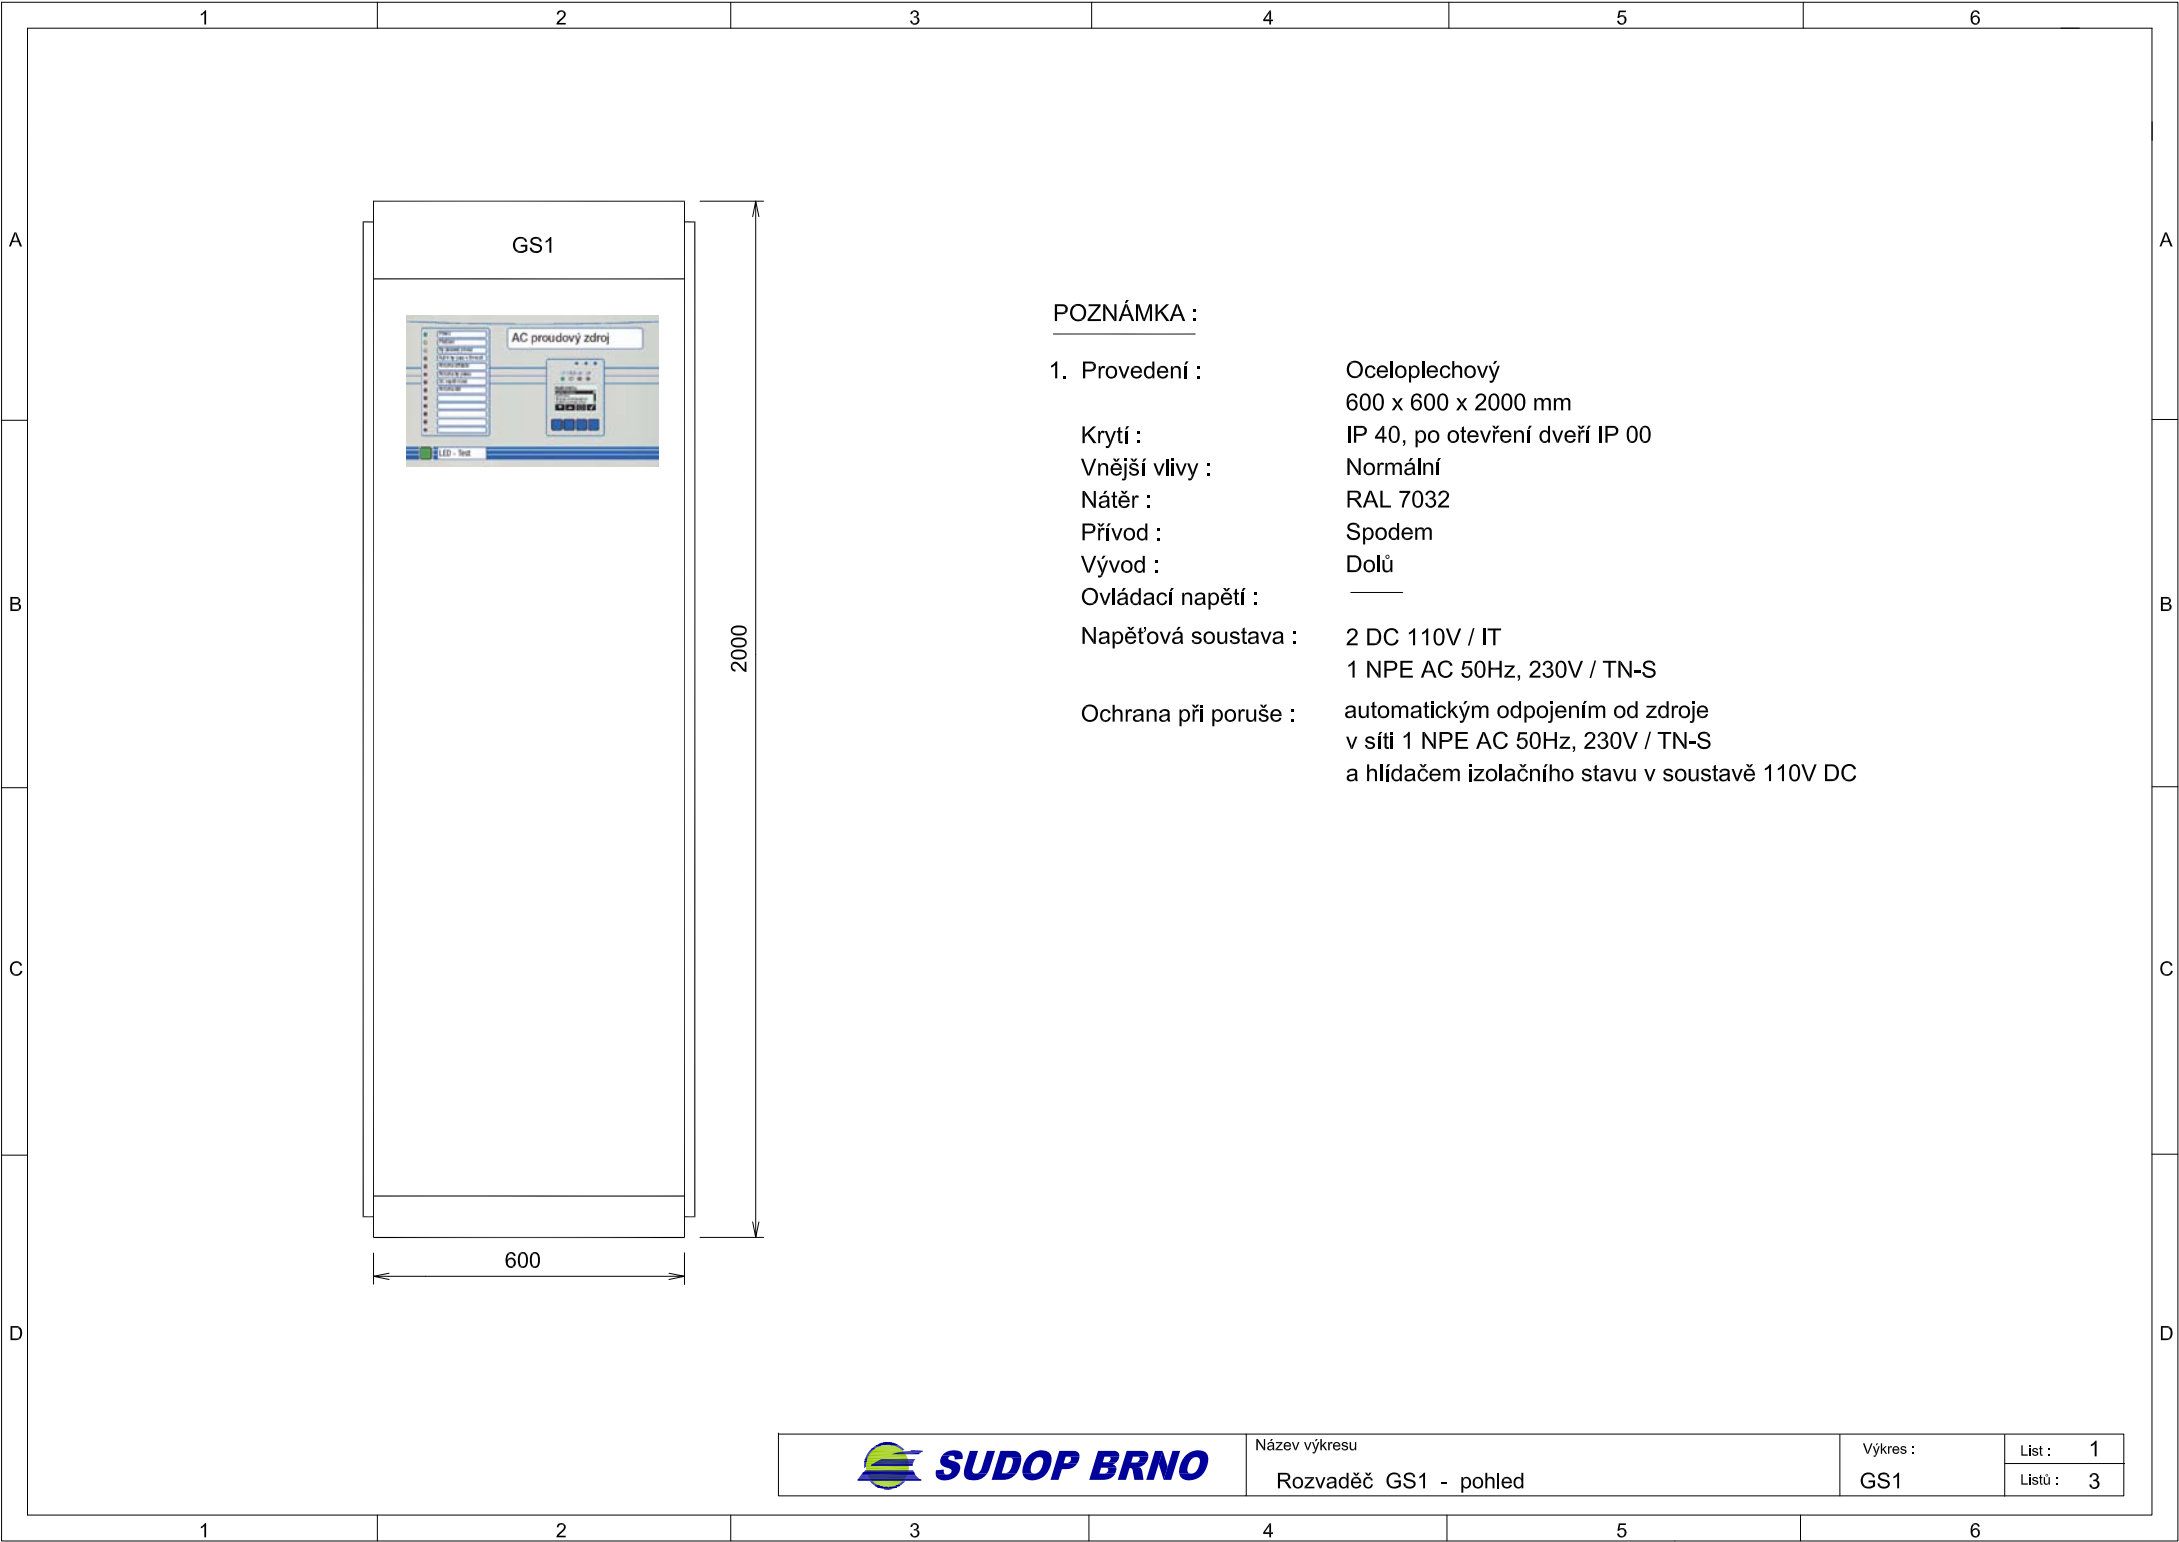 1 2 3 4 5 6
A A
GS1
AC proudový zdroj
LED - Test
POZNÁMKA :
1. Provedení : Oceloplechový
600 x 600 x 2000 mm
Krytí : IP 40, po otevření dveří IP 00
Vnější vlivy : Normální
Nátěr : RAL 7032
Přívod : Spodem
Vývod : Dolů
Ovládací napětí :
B B
2000
Napěťová soustava : 2 DC 110V / IT
1 NPE AC 50Hz, 230V / TN-S
Ochrana při poruše : automatickým odpojením od zdroje
v síti 1 NPE AC 50Hz, 230V / TN-S
a hlídačem izolačního stavu v soustavě 110V DC
C C
600
D D
SUDOP BRNO
Název výkresu
Rozvaděč GS1 - pohled
Výkres :
GS1
List : 1
Listů : 3
1 2 3 4 5 6